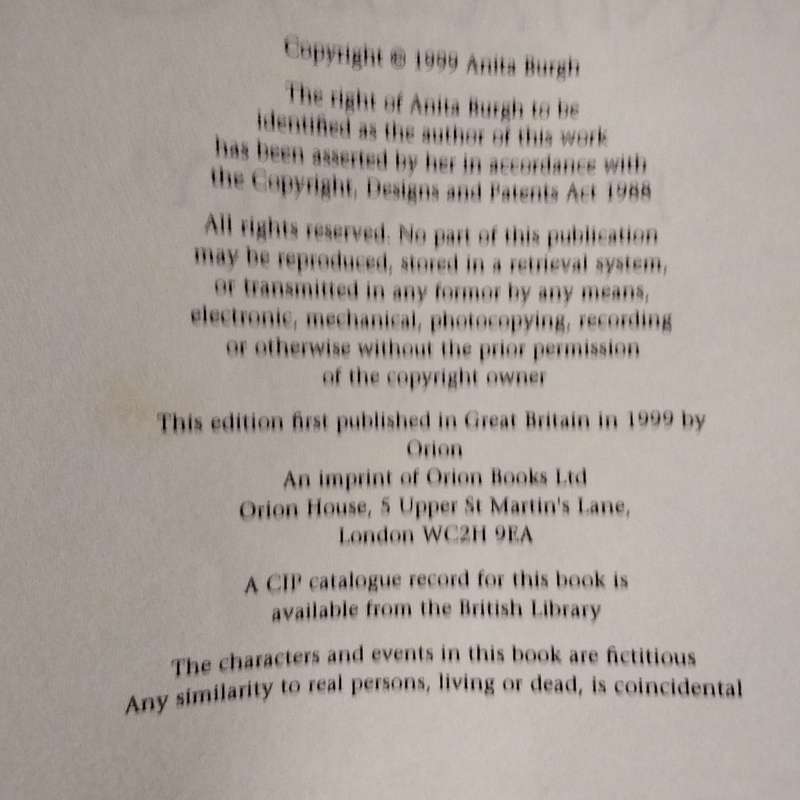 Copyright © 1999 Anita Burgh
The right of Anita Burgh to be
identified as the author of this work
has been asserted by her in accordance with
the Copyright, Designs and Patents Act 1988
All rights reserved. No part of this publication
may be reproduced, stored in a retrieval system,
or transmitted in any formor by any means,
electronic, mechanical, photocopying, recording
or otherwise without the prior permission
of the copyright owner
This edition first published in Great Britain in 1999 by
Orion
An imprint of Orion Books Ltd
Orion House, 5 Upper St Martin's Lane,
London WC2H 9EA
A CIP catalogue record for this book is
available from the British Library
The characters and events in this book are fictitious
Any similarity to real persons, living or dead, is coincidental